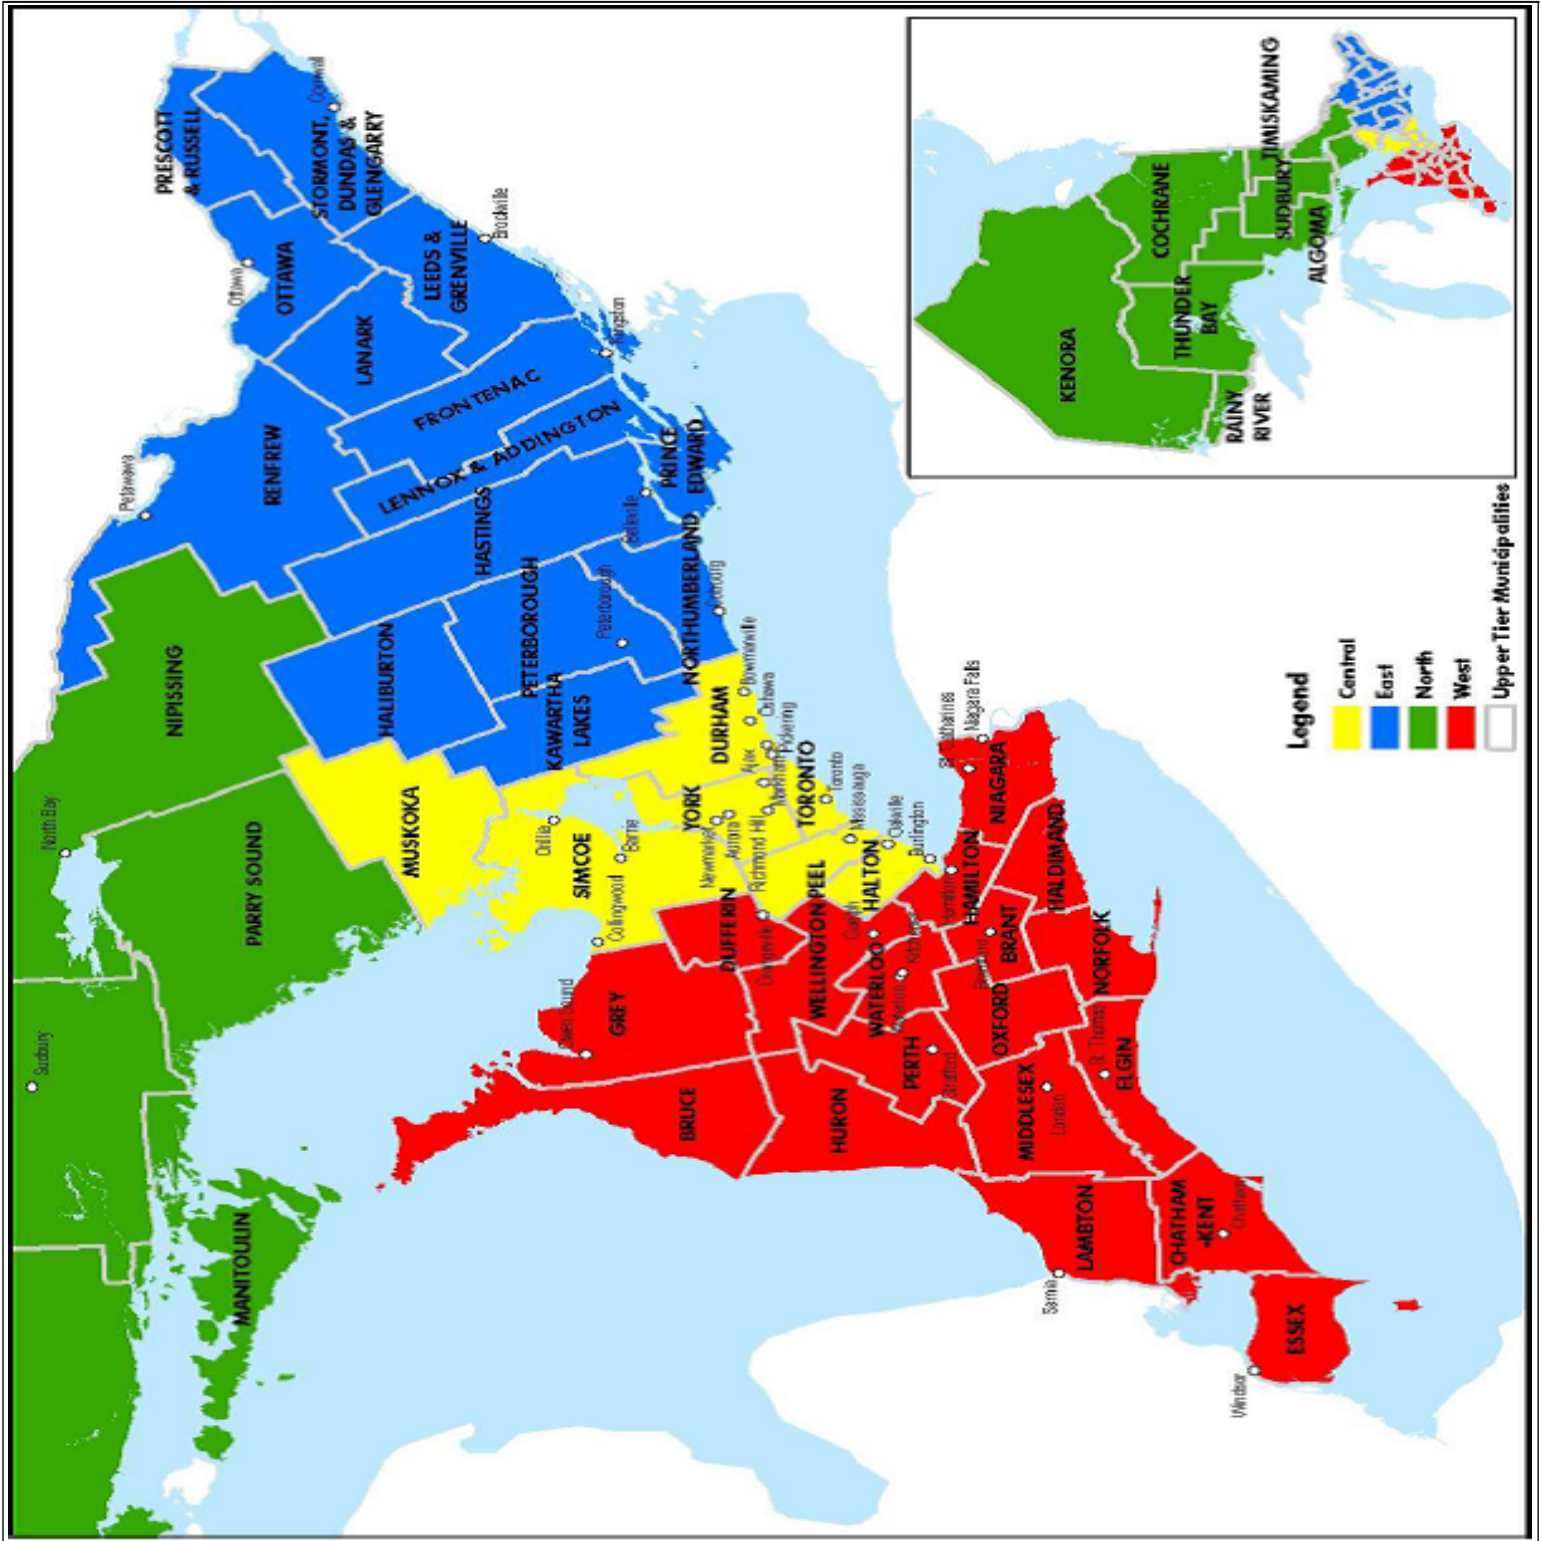 PRESCOTT
& RUSSELL
Cornwall
STORMONT,
DUNDAS &
GLENGARRY
Ottawa
OTTAWA
LEEDS &
GRENVILLE
Brockville
LANARK
Kingston
FRONTENAC
RENFREW
Petawawa
LENNOX & ADDINGTON
HASTINGS
Belleville
PRINCE
EDWARD
NIPISSING
HALIBURTON
PETERBOROUGH
Peterborough
NORTHUMBERLAND
Cobourg
KAWARTHA
LAKES
North Bay
PARRY SOUND
MUSKOKA
Orillia
SIMCOE
Barrie
Collingwood
YORK
Newmarket
Aurora
Richmond Hill
Markham
DURHAM
Ajax
Pickering
Oshawa
Bowmanville
TORONTO
Toronto
PEEL
Mississauga
HALTON
Oakville
Burlington
Sudbury
MANITOULIN
Owen Sound
GREY
BRUCE
DUFFERIN
Orangeville
WELLINGTON
Guelph
WATERLOO
Waterloo
Kitchener
HURON
PERTH
Stratford
HAMILTON
Hamilton
St. Catharines
Niagara Falls
NIAGARA
HALDIMAND
BRANT
Brantford
NORFOLK
OXFORD
MIDDLESEX
London
St. Thomas
ELGIN
LAMBTON
Sarnia
CHATHAM
-KENT
Chatham
ESSEX
Windsor
KENORA
COCHRANE
TIMISKAMING
SUDBURY
ALGOMA
THUNDER
BAY
RAINY
RIVER
Legend
Central
East
North
West
Upper Tier Municipalities